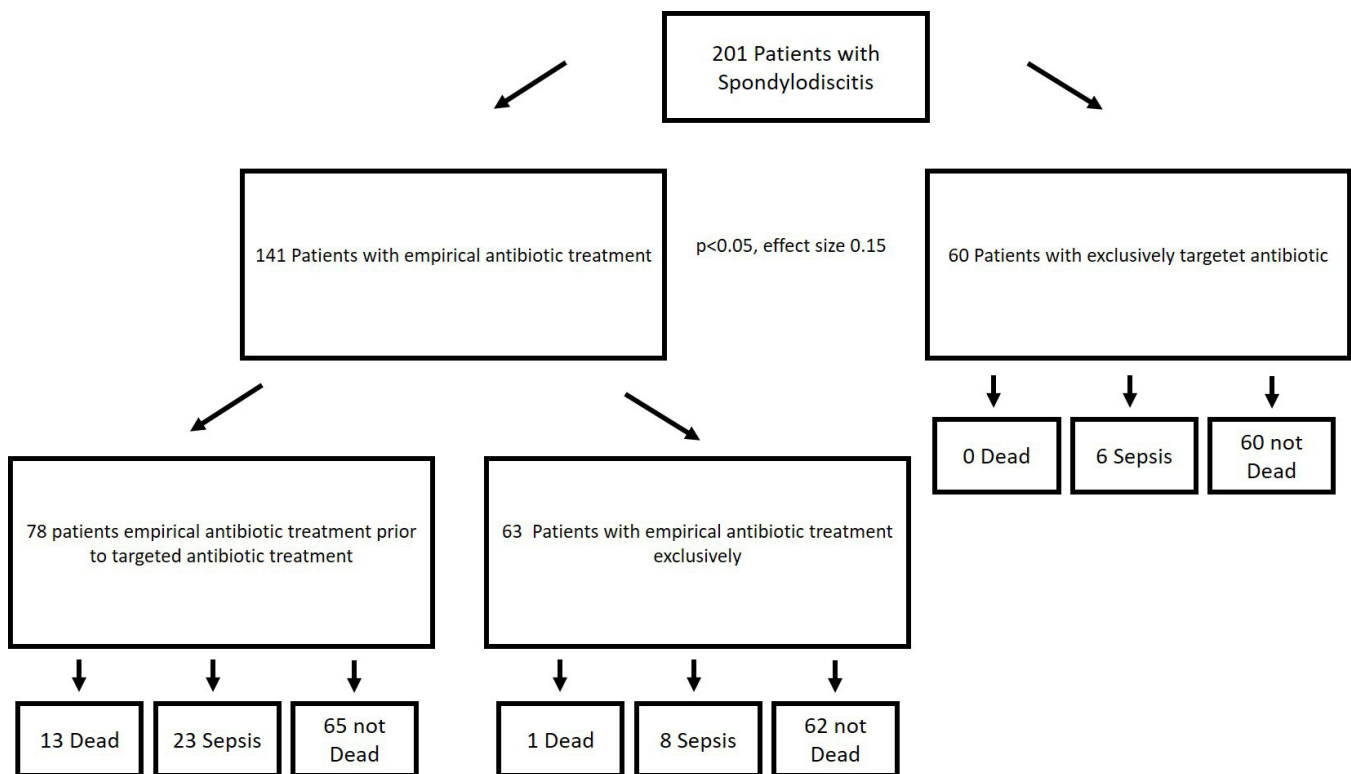 201 Patients with
Spondylodiscitis
141 Patients with empirical antibiotic treatment
p<0.05, effect size 0.15
60 Patients with exclusively targetet antibiotic
0 Dead
6 Sepsis
60 not
Dead
78 patients empirical antibiotic treatment prior
to targeted antibiotic treatment
63 Patients with empirical antibiotic treatment
exclusively
13 Dead
23 Sepsis
65 not
Dead
1 Dead
8 Sepsis
62 not
Dead